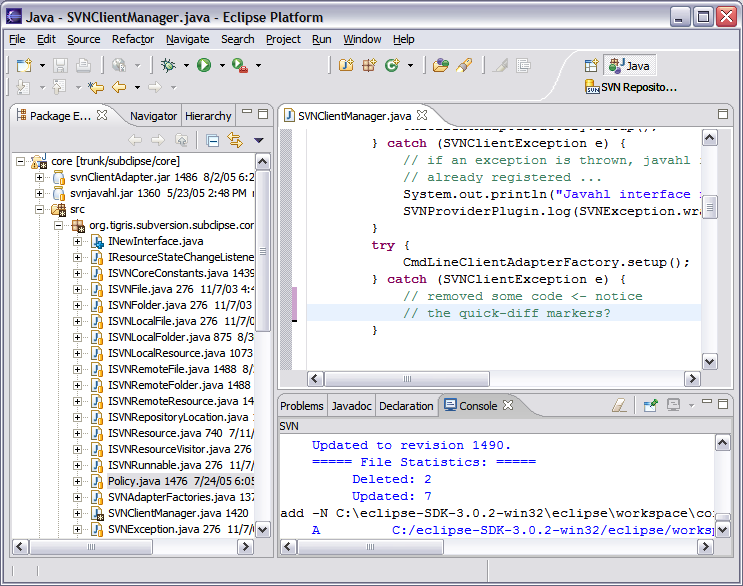 Java - SVNClientManager.java - Eclipse Platform
File Edit Source Refactor Navigate Search Project Run Window Help
Java
SVN Reposito...
Package E... Navigator Hierarchy
core [trunk/subclipse/core]
svnClientAdapter.jar 1486 8/2/05 6:2
svnjavahl.jar 1360 5/23/05 2:48 PM
src
org.tigris.subversion.subclipse.cor
INewInterface.java
IResourceStateChangeListene
ISVNCoreConstants.java 1439
ISVNFile.java 276 11/7/03 4:4
ISVNFolder.java 276 11/7/03
ISVNLocalFile.java 276 11/7/0
ISVNLocalFolder.java 875 8/3
ISVNLocalResource.java 1073
ISVNRemoteFile.java 1488 8/
ISVNRemoteFolder.java 1488
ISVNRemoteResource.java 14
ISVNRepositoryLocation.java
ISVNResource.java 740 7/11/
ISVNResourceVisitor.java 276
ISVNRunnable.java 276 11/7/
Policy.java 1476 7/24/05 6:05
SVNAdapterFactories.java 137
SVNClientManager.java 1420
SVNException.java 276 11/7/0
SVNClientManager.java
} catch (SVNClientException e) {
// if an exception is thrown, javahl
// already registered ...
System.out.println("Javahl interface
SVNProviderPlugin.log(SVNException.wra
}
try {
CmdLineClientAdapterFactory.setup();
} catch (SVNClientException e) {
// removed some code <- notice
// the quick-diff markers?
}
Problems Javadoc Declaration Console
SVN
Updated to revision 1490.
===== File Statistics: =====
Deleted: 2
Updated: 7
add -N C:\eclipse-SDK-3.0.2-win32\eclipse\workspace\co
A C:/eclipse-SDK-3.0.2-win32/eclipse/worksp